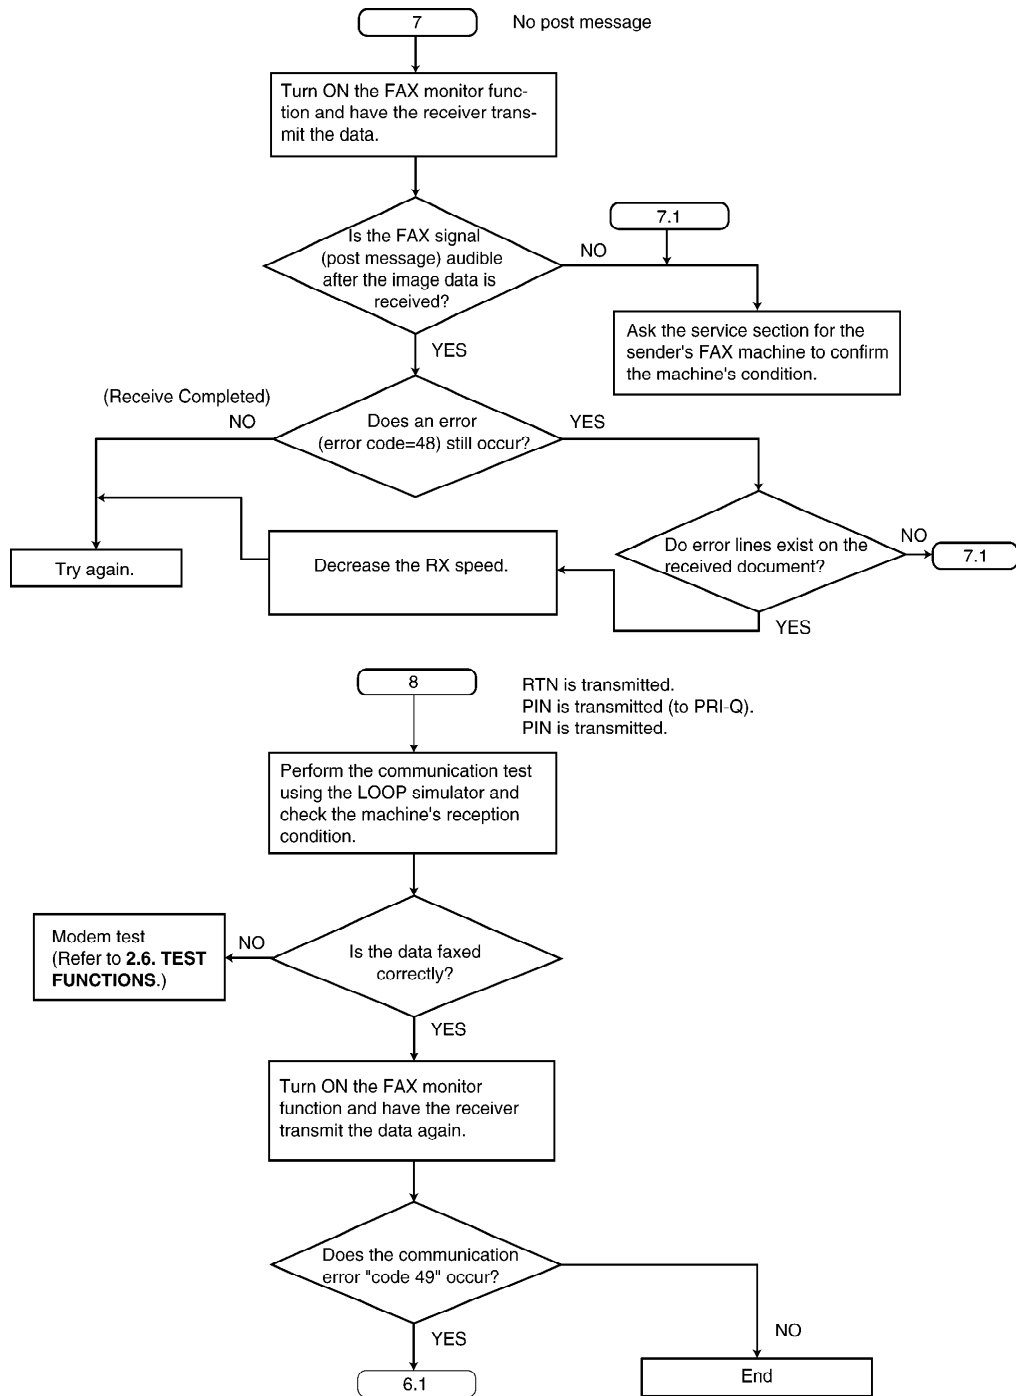 7
No post message
Turn ON the FAX monitor func-
tion and have the receiver trans-
mit the data.
7.1
Is the FAX signal
(post message) audible
after the image data is
received?
NO
Ask the service section for the
sender's FAX machine to confirm
the machine's condition.
YES
(Receive Completed)
NO
Does an error
(error code=48) still occur?
YES
Do error lines exist on the
received document?
NO
7.1
Try again.
Decrease the RX speed.
YES
8
RTN is transmitted.
PIN is transmitted (to PRI-Q).
PIN is transmitted.
Perform the communication test
using the LOOP simulator and
check the machine's reception
condition.
Modem test
(Refer to 2.6. TEST
FUNCTIONS.)
NO
Is the data faxed
correctly?
YES
Turn ON the FAX monitor
function and have the receiver
transmit the data again.
Does the communication
error "code 49" occur?
YES
NO
6.1
End